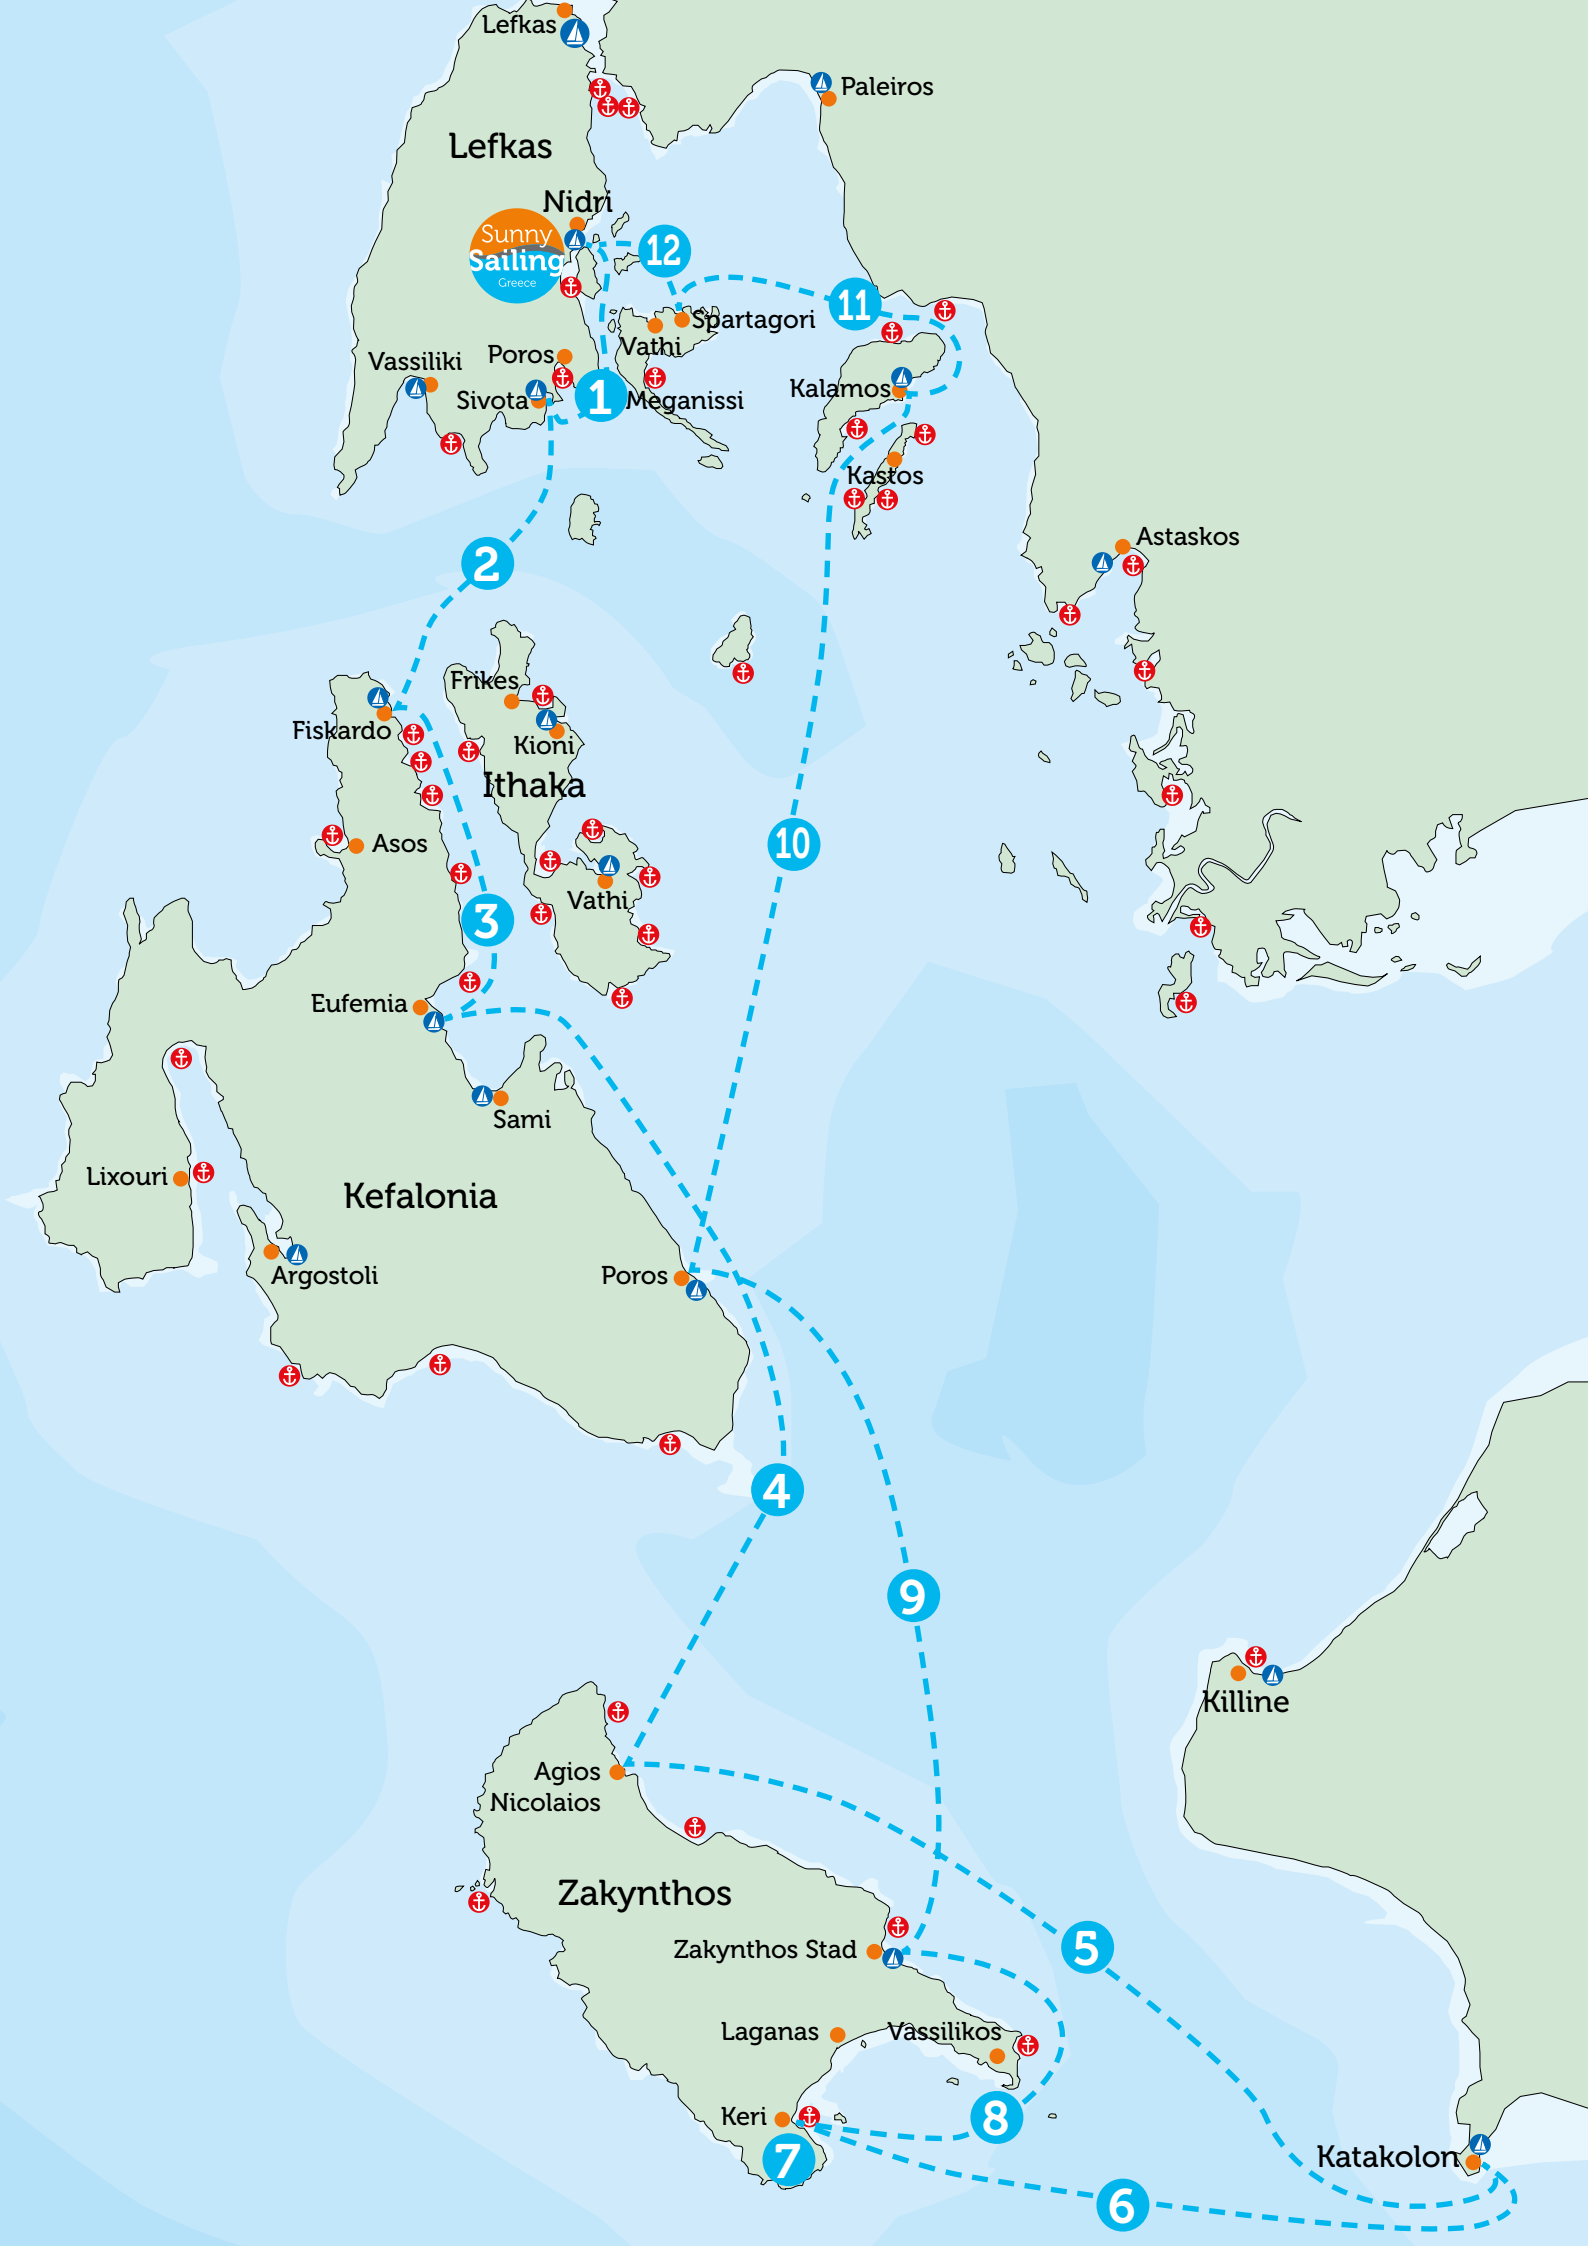 Lefkas
Paleiros
Lefkas
Nidri
Sunny
Sailing
Greece
12
11
Spartagori
Vathi
Poros
Vassiliki
Sivota
1
Meganissi
Kalamos
Kastos
Astaskos
2
Frikes
Fiskardo
Kioni
Ithaka
Asos
10
Vathi
3
Eufemia
Sami
Lixouri
Kefalonia
Argostoli
Poros
4
9
Killine
Agios
Nicolaios
Zakynthos
Zakynthos Stad
5
Laganas
Vassilikos
Keri
8
7
Katakolon
6